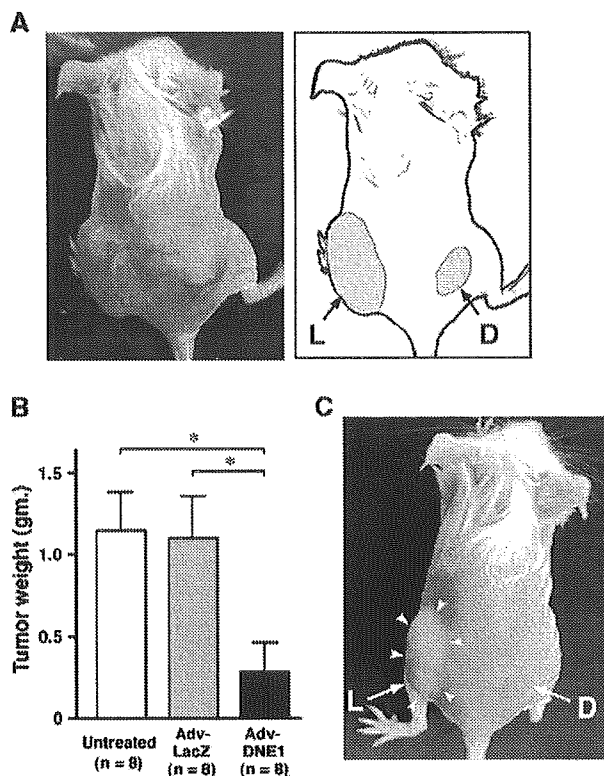 A
L
D
B
*
*
Tumor weight (gm.)
1.5
1.0
0.5
0
Untreated
(n = 8)
Adv-
LacZ
(n = 8)
Adv-
DNE1
(n = 8)
C
L
D